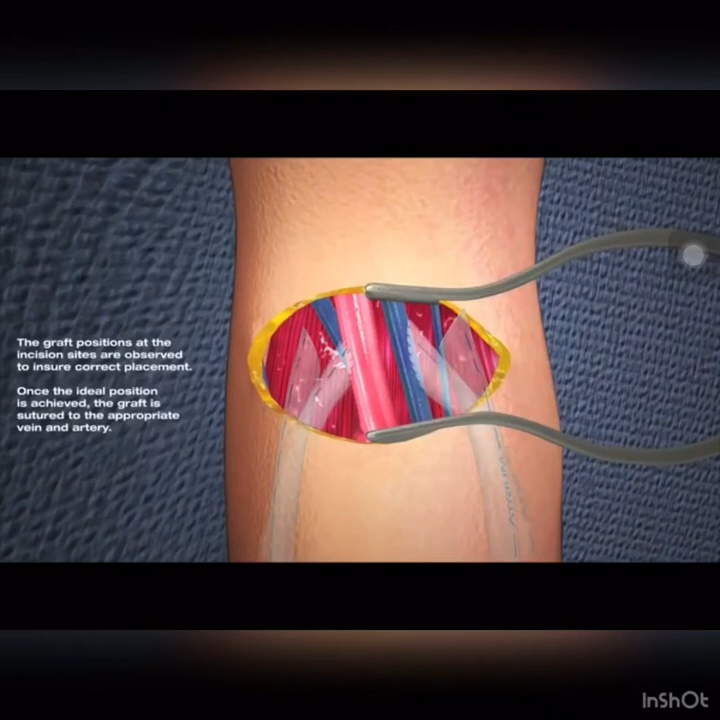 The graft positions at the
incision sites are observed
to insure correct placement.
Once the ideal position
is achieved, the graft is
sutured to the appropriate
vein and artery.
InShOt